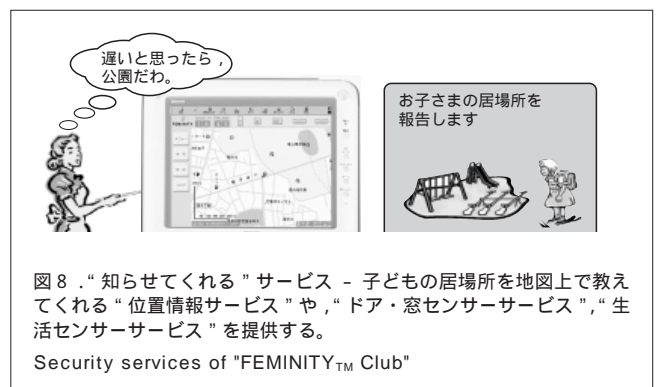 遅いと思ったら，
公園だわ。
お子さまの居場所を
報告します
FEMINITY
図８．“知らせてくれる”サービス － 子どもの居場所を地図上で教え
てくれる“位置情報サービス”や，“ドア・窓センサーサービス”，“生
活センサーサービス”を提供する。
Security services of "FEMINITY™ Club"